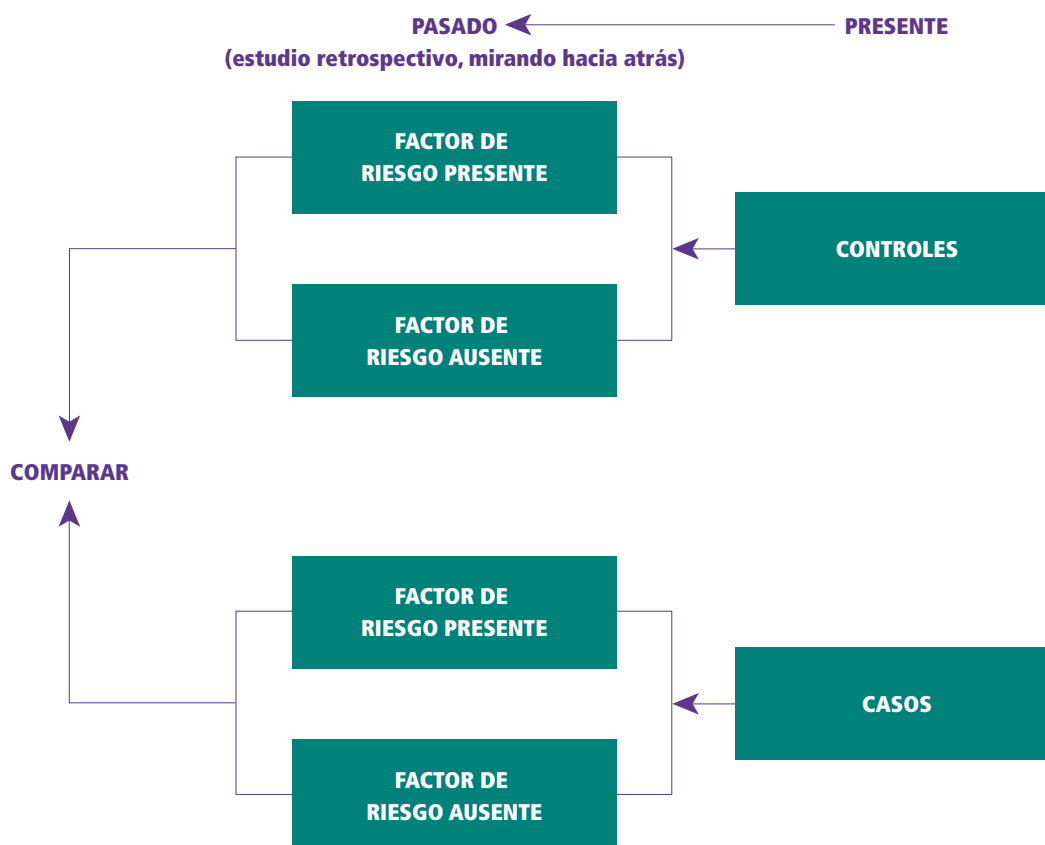 PASADO
PRESENTE
(estudio retrospectivo, mirando hacia atrás)
FACTOR DE
RIESGO PRESENTE
CONTROLES
FACTOR DE
RIESGO AUSENTE
COMPARAR
FACTOR DE
RIESGO PRESENTE
CASOS
FACTOR DE
RIESGO AUSENTE